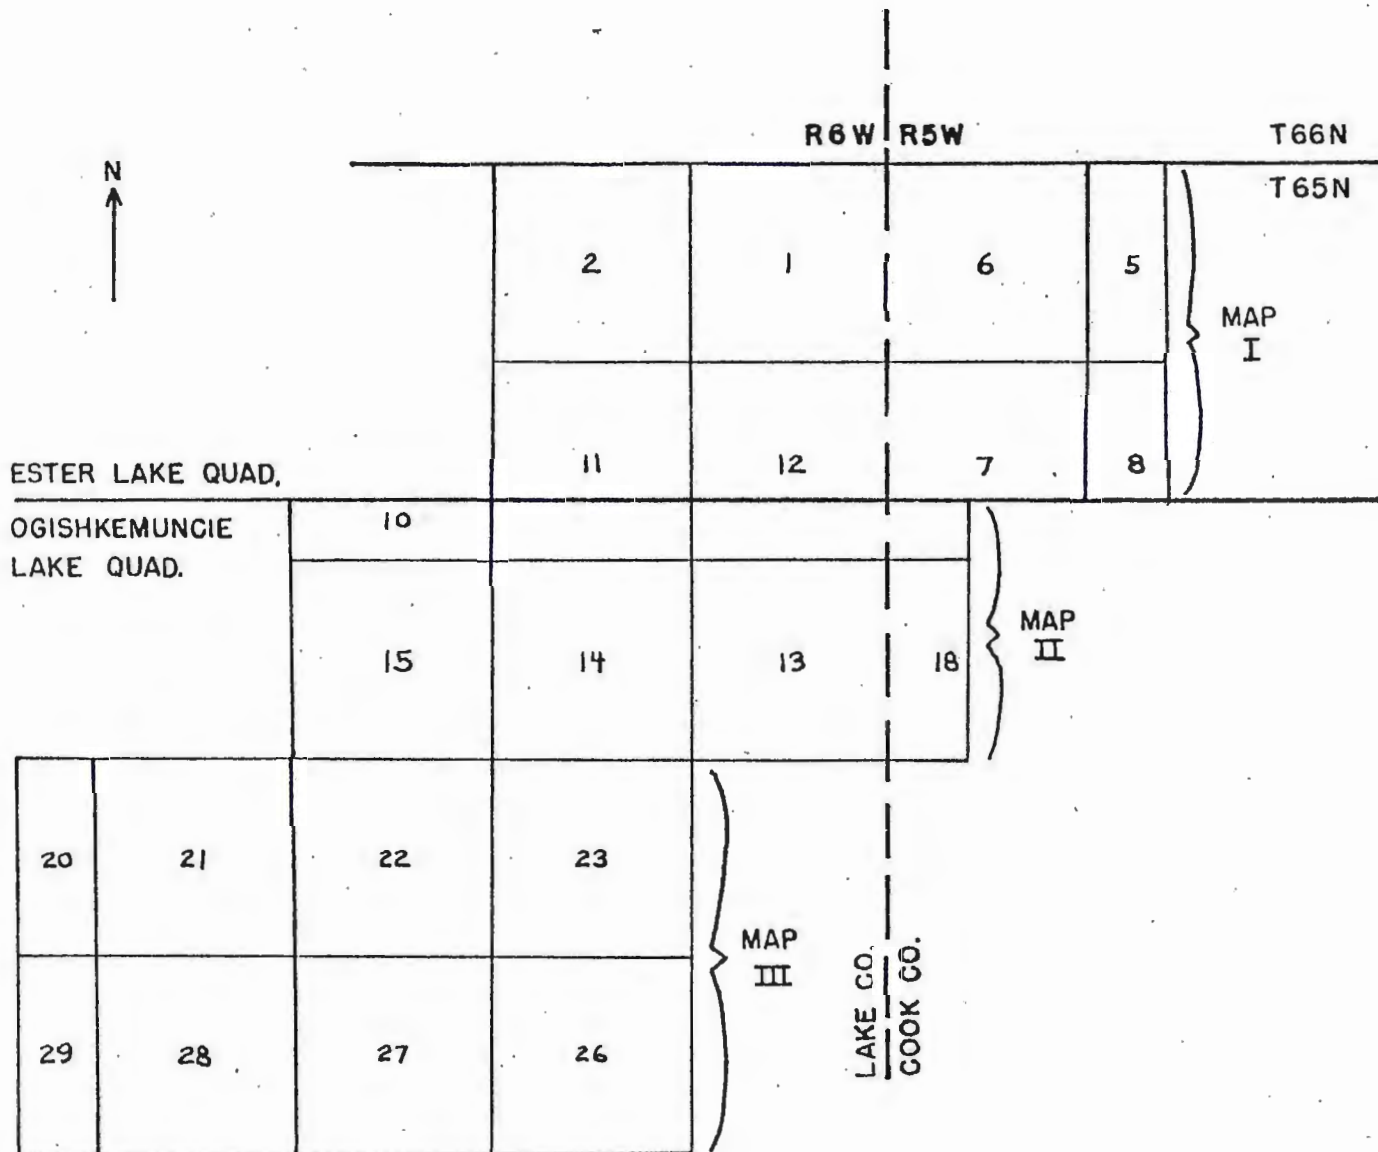 R6W R5W T66N
N
T65N
2 1 6 5
MAP
I
11 12 7 8
ESTER LAKE QUAD.
10
OGISHKEMUNCIE
LAKE QUAD.
MAP
II
15 14 13 18
20 21 22 23
MAP
III
LAKE CO.
COOK CO.
29 28 27 26